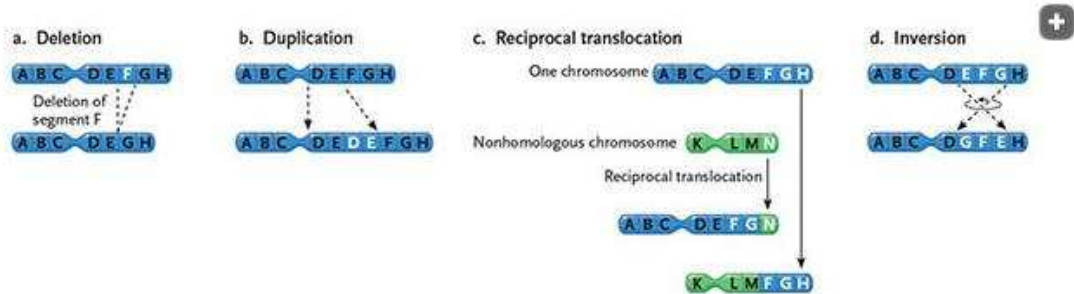 a. Deletion
A B C D E F G H
Deletion of
segment F
A B C D E G H
b. Duplication
A B C D E F G H
A B C D E D E F G H
c. Reciprocal translocation
One chromosome A B C D E F G H
Nonhomologous chromosome K L M N
Reciprocal translocation
A B C D E F G N
K L M F G H
d. Inversion
A B C D E F G H
A B C D G F E H